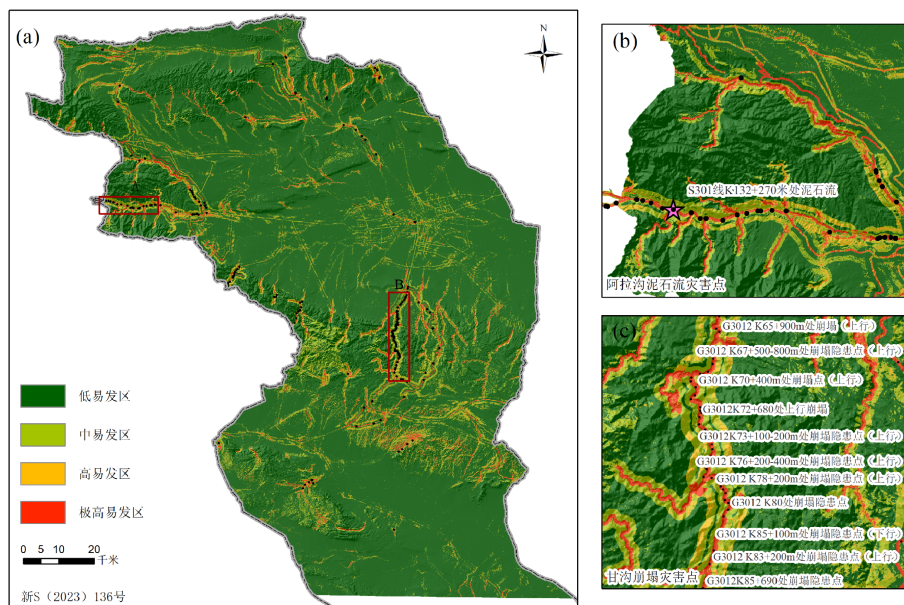 (a)
N
A
B
低易发区
中易发区
高易发区
极高易发区
0 5 10 20
千米
新S（2023）136号
(b)
S301线K132+270米处泥石流
阿拉沟泥石流灾害点
(c)
G3012 K65+900m处崩塌（上行）
G3012 K67+500-800m处崩塌隐患点（上行）
G3012 K70+400m处崩塌点（上行）
G3012K72+680处上行崩塌
G3012K73+100-200m处崩塌隐患点（上行）
G3012 K76+200-400m处崩塌隐患点（上行）
G3012 K78+200m处崩塌隐患点（上行）
G3012 K80处崩塌隐患点
G3012 K85+100m处崩塌隐患点（下行）
G3012 K83+200m处崩塌隐患点（上行）
G3012K85+690处崩塌隐患点
甘沟崩塌灾害点